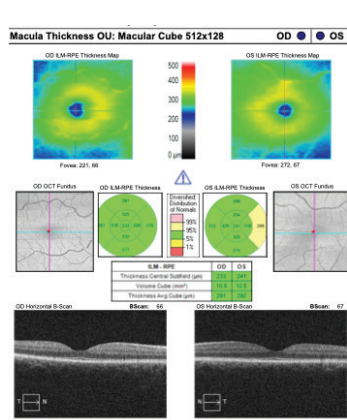 Macula Thickness OU: Macular Cube 512x128 OD OS
OD ILM-RPE Thickness Map
OS ILM-RPE Thickness Map
500
400
300
200
100
0 µm
Fovea: 221, 66
Fovea: 272, 67
OD OCT Fundus
OD ILM-RPE Thickness
OS ILM-RPE Thickness
OS OCT Fundus
Diversified:
Distribution
of Normals
99%
95%
5%
1%
ILM - RPE OD OS
Thickness Central Subfield (µm)
Volume Cube (mm³)
Thickness Avg Cube (µm)
OD Horizontal B-Scan
BScan: 66
OS Horizontal B-Scan
BScan: 67
T N
N T